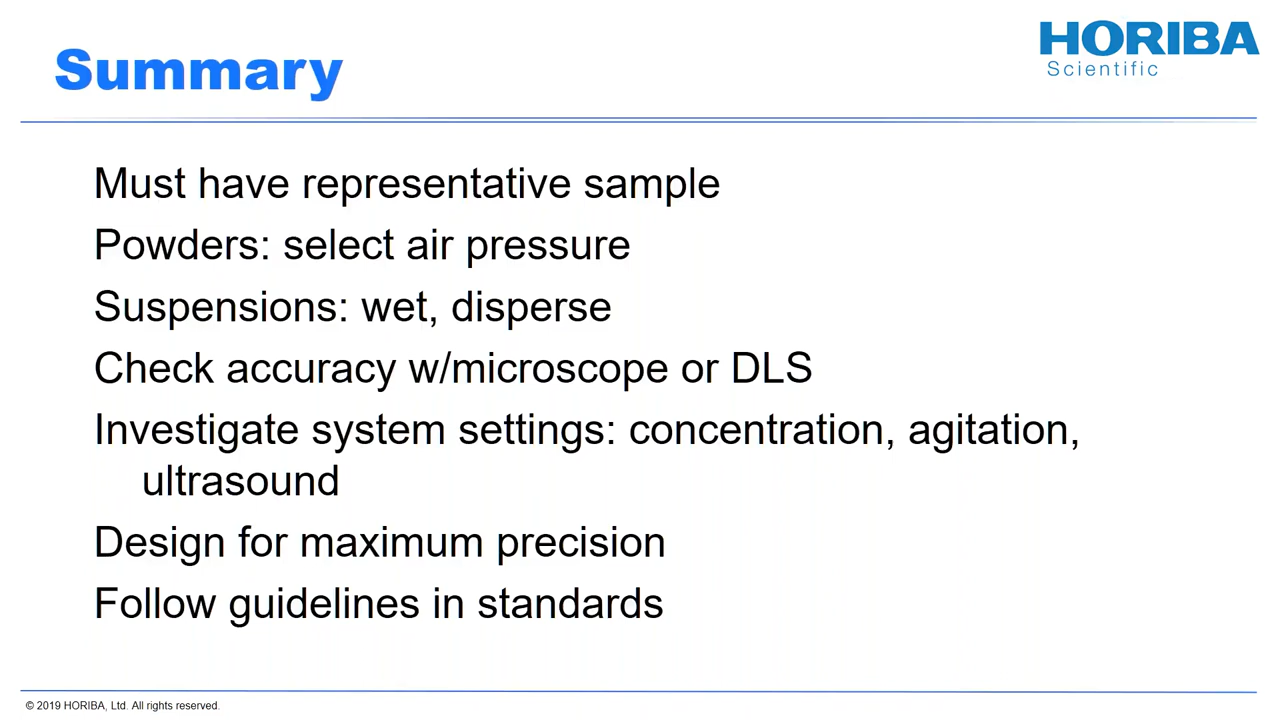 HORIBA
Scientific
Summary
Must have representative sample
Powders: select air pressure
Suspensions: wet, disperse
Check accuracy w/microscope or DLS
Investigate system settings: concentration, agitation,
ultrasound
Design for maximum precision
Follow guidelines in standards
© 2019 HORIBA, Ltd. All rights reserved.